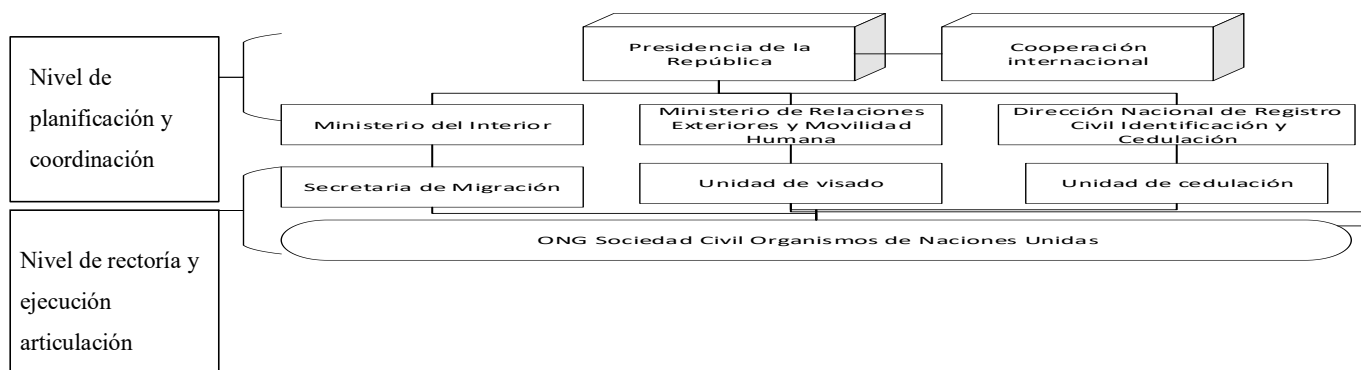 Nivel de
planificación y
coordinación
Presidencia de la
República
Cooperación
internacional
Ministerio del Interior
Ministerio de Relaciones
Exteriores y Movilidad
Humana
Dirección Nacional de Registro
Civil Identificación y
Cedulación
Nivel de rectoría y
ejecución
articulación
Secretaria de Migración
Unidad de visado
Unidad de cedulación
ONG Sociedad Civil Organismos de Naciones Unidas